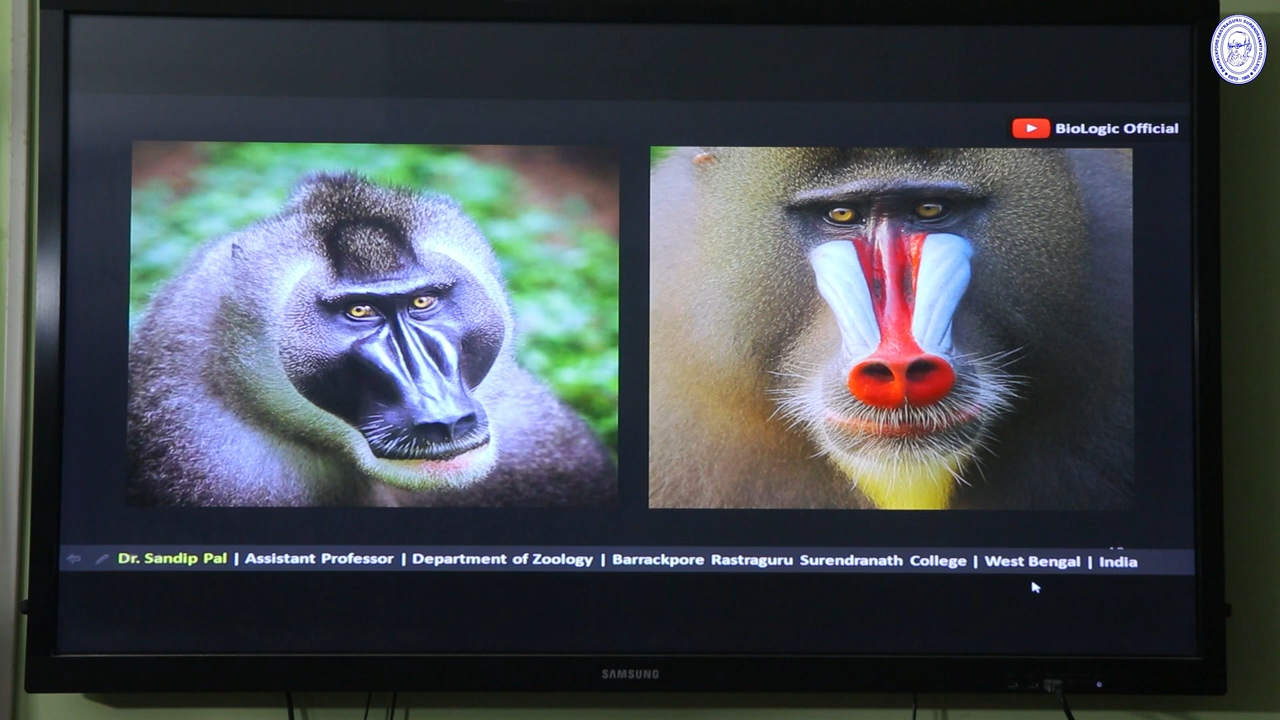 BioLogic Official
Dr. Sandip Pal | Assistant Professor | Department of Zoology | Barrackpore Rastraguru Surendranath College | West Bengal | India
SAMSUNG